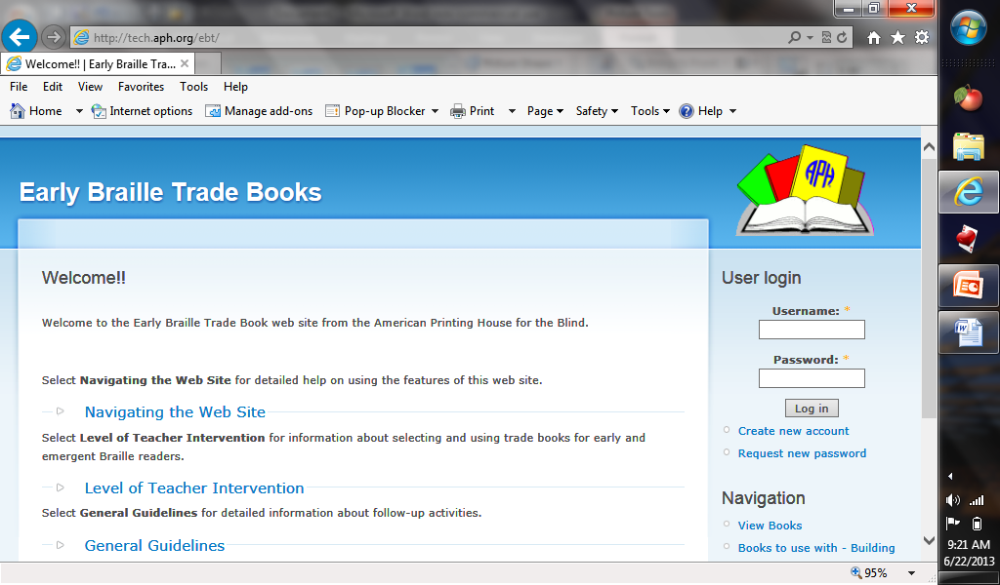 http://tech.aph.org/ebt/
Welcome!! | Early Braille Tra...
File Edit View Favorites Tools Help
Home Internet options Manage add-ons Pop-up Blocker Print Page Safety Tools Help
Early Braille Trade Books
APH
Welcome!!
Welcome to the Early Braille Trade Book web site from the American Printing House for the Blind.
Select Navigating the Web Site for detailed help on using the features of this web site.
Navigating the Web Site
Select Level of Teacher Intervention for information about selecting and using trade books for early and
emergent Braille readers.
Level of Teacher Intervention
Select General Guidelines for detailed information about follow-up activities.
General Guidelines
User login
Username: *
Password: *
Log in
Create new account
Request new password
Navigation
View Books
Books to use with - Building
95%
9:21 AM
6/22/2013